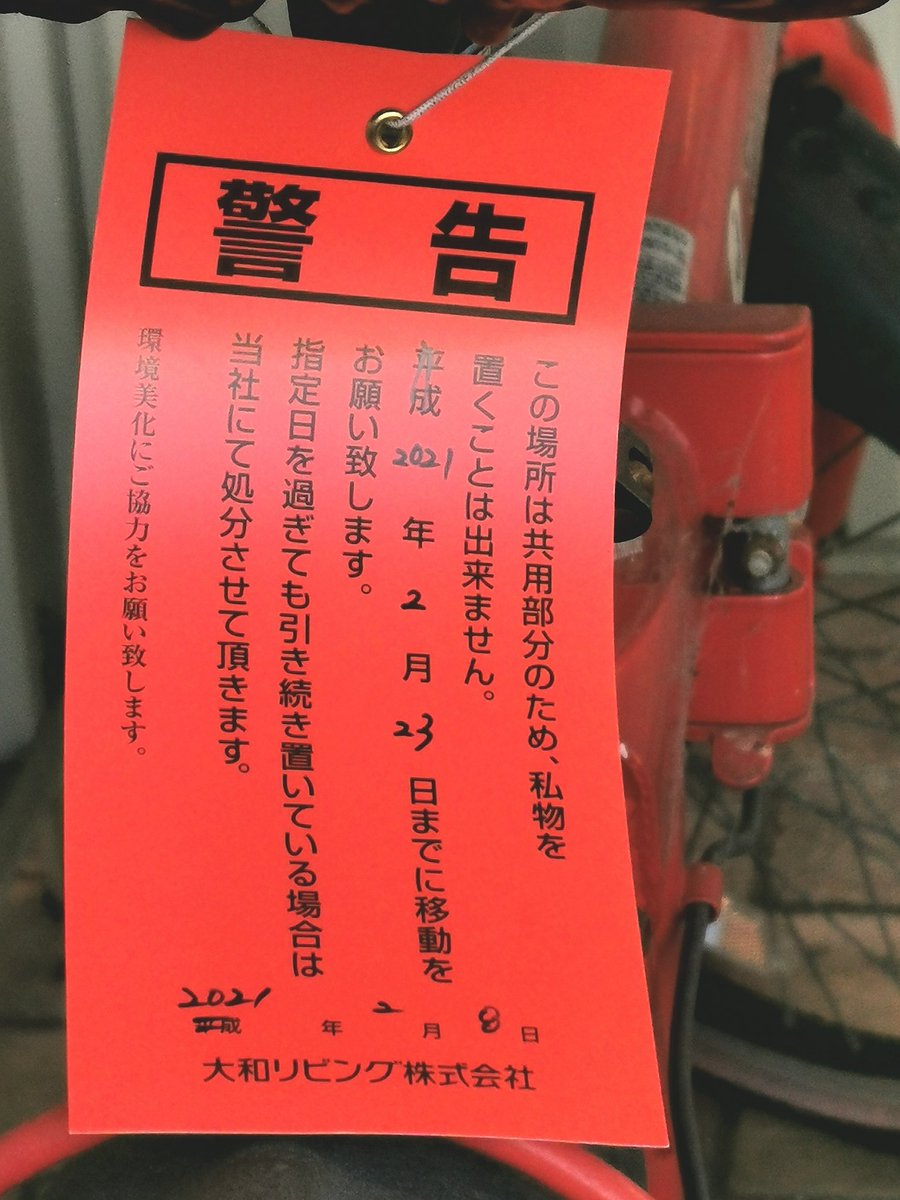 警告
この場所は共用部分のため、私物を
置くことは出来ません。
平成 2021 年 2 月 23 日までに移動を
お願い致します。
指定日を過ぎても引き続き置いている場合は
当社にて処分させて頂きます。
環境美化にご協力をお願い致します。
2021
平成 年 2 月 8 日
大和リビング株式会社